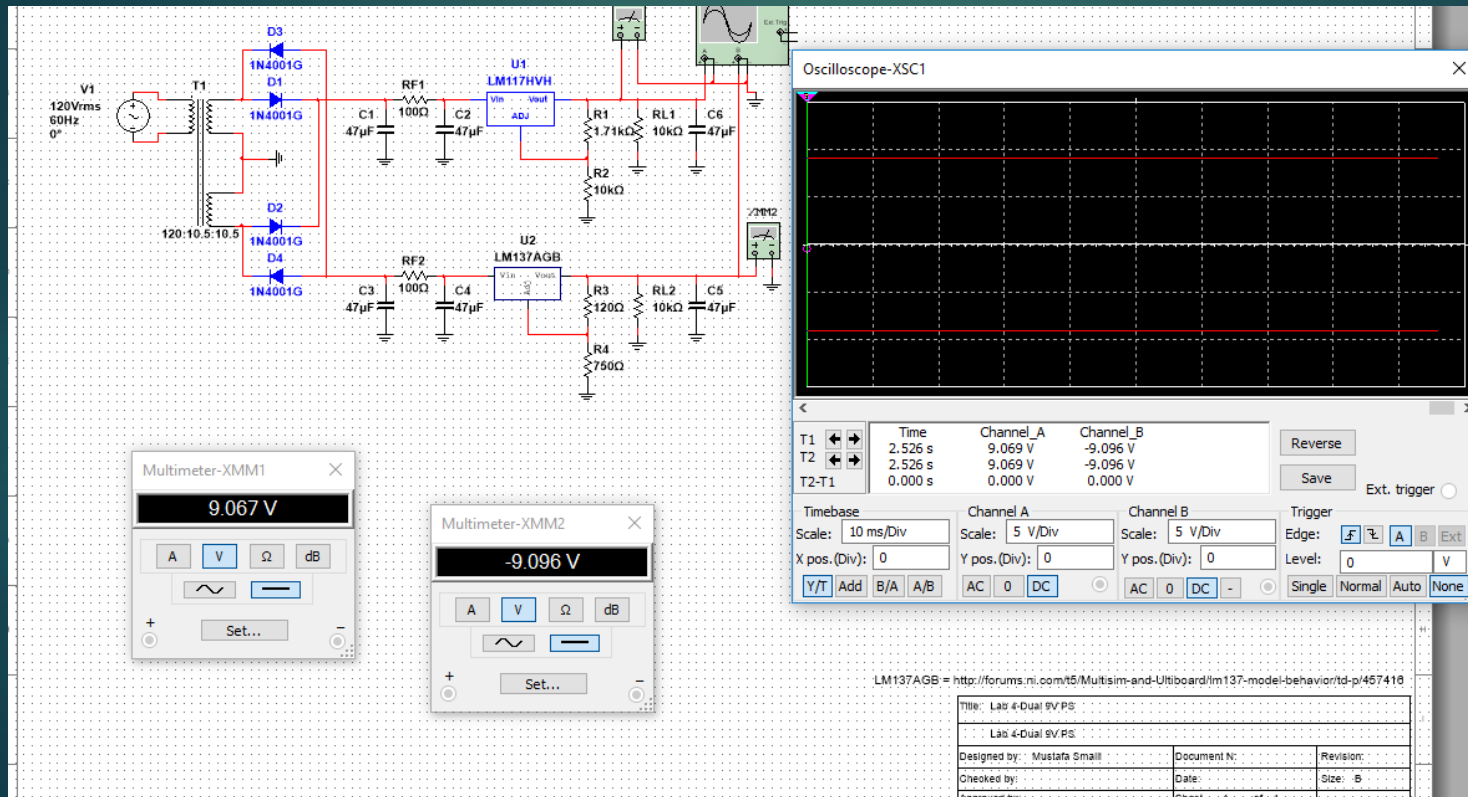 D3
1N4001G
D1
1N4001G
V1
120Vrms
60Hz
0°
T1
120:10.5:10.5
D2
1N4001G
D4
1N4001G
RF1
100Ω
C1
47µF
C2
47µF
U1
LM117HVH
Vin Vout
ADJ
R1
1.71kΩ
RL1
10kΩ
C6
47µF
R2
10kΩ
RF2
100Ω
C3
47µF
C4
47µF
U2
LM137AGB
Vin Vout
Adj
R3
120Ω
RL2
10kΩ
C5
47µF
R4
750Ω
XMM2
Ext Trig
A B
Oscilloscope-XSC1
Time Channel_A Channel_B
T1 2.526 s 9.069 V -9.096 V
T2 2.526 s 9.069 V -9.096 V
T2-T1 0.000 s 0.000 V 0.000 V
Reverse
Save
Ext. trigger
Timebase
Scale: 10 ms/Div
X pos.(Div): 0
Y/T Add B/A A/B
Channel A
Scale: 5 V/Div
Y pos.(Div): 0
AC 0 DC
Channel B
Scale: 5 V/Div
Y pos.(Div): 0
AC 0 DC -
Trigger
Edge: A B Ext
Level: 0 V
Single Normal Auto None
Multimeter-XMM1
9.067 V
A V Ω dB
+ Set... -
Multimeter-XMM2
-9.096 V
A V Ω dB
+ Set... -
LM137AGB = http://forums.ni.com/t5/Multisim-and-Ultiboard/lm137-model-behavior/td-p/457416
Title: Lab 4-Dual 9V PS
Lab 4-Dual 9V PS
Designed by: Mustafa Smaill Document N: Revision:
Checked by: Date: Size: B